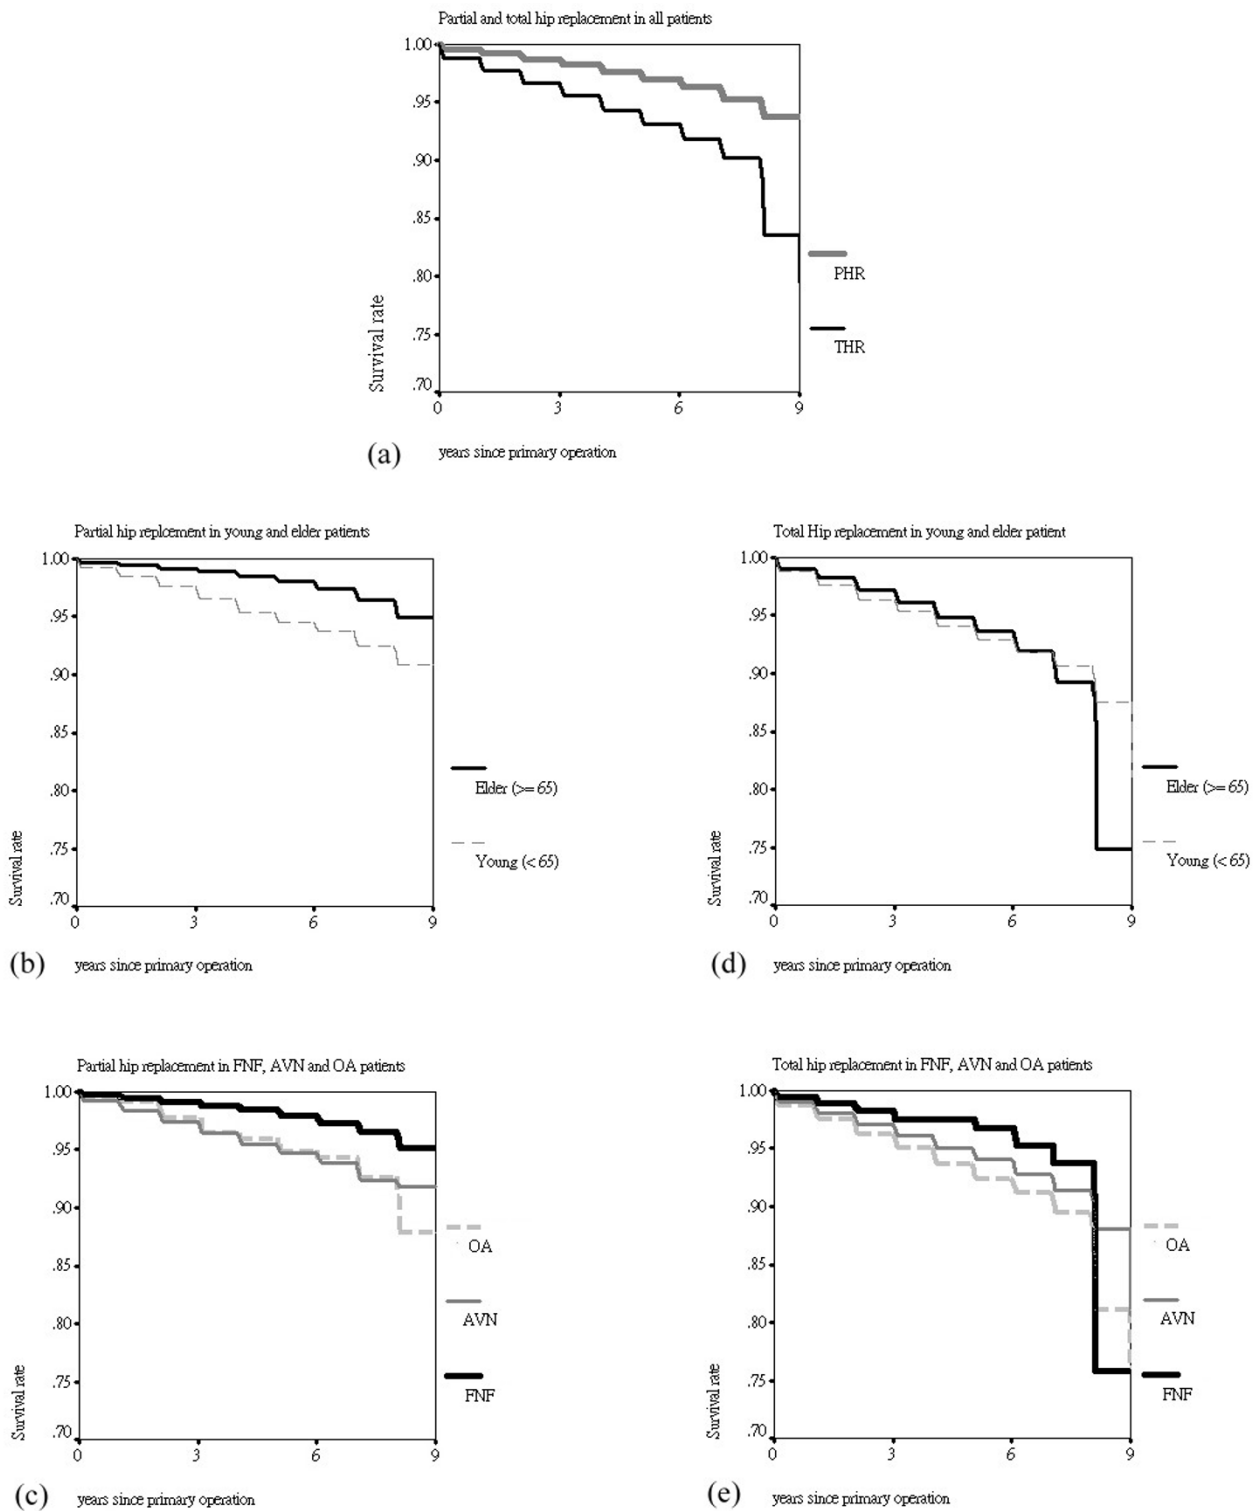 Partial and total hip replacement in all patients
1.00
.95
.90
.85
.80
.75
.70
Survival rate
0 3 6 9
PHR
THR
(a) years since primary operation
Partial hip replcement in young and elder patients
1.00
.95
.90
.85
.80
.75
.70
Survival rate
0 3 6 9
Elder (>= 65)
Young (< 65)
(b) years since primary operation
Total Hip replacement in young and elder patient
1.00
.95
.90
.85
.80
.75
.70
Survival rate
0 3 6 9
Elder (>= 65)
Young (< 65)
(d) years since primary operation
Partial hip replacement in FNF, AVN and OA patients
1.00
.95
.90
.85
.80
.75
.70
Survival rate
0 3 6 9
OA
AVN
FNF
(c) years since primary operation
Total hip replacement in FNF, AVN and OA patients
1.00
.95
.90
.85
.80
.75
.70
Survival rate
0 3 6 9
OA
AVN
FNF
(e) years since primary operation